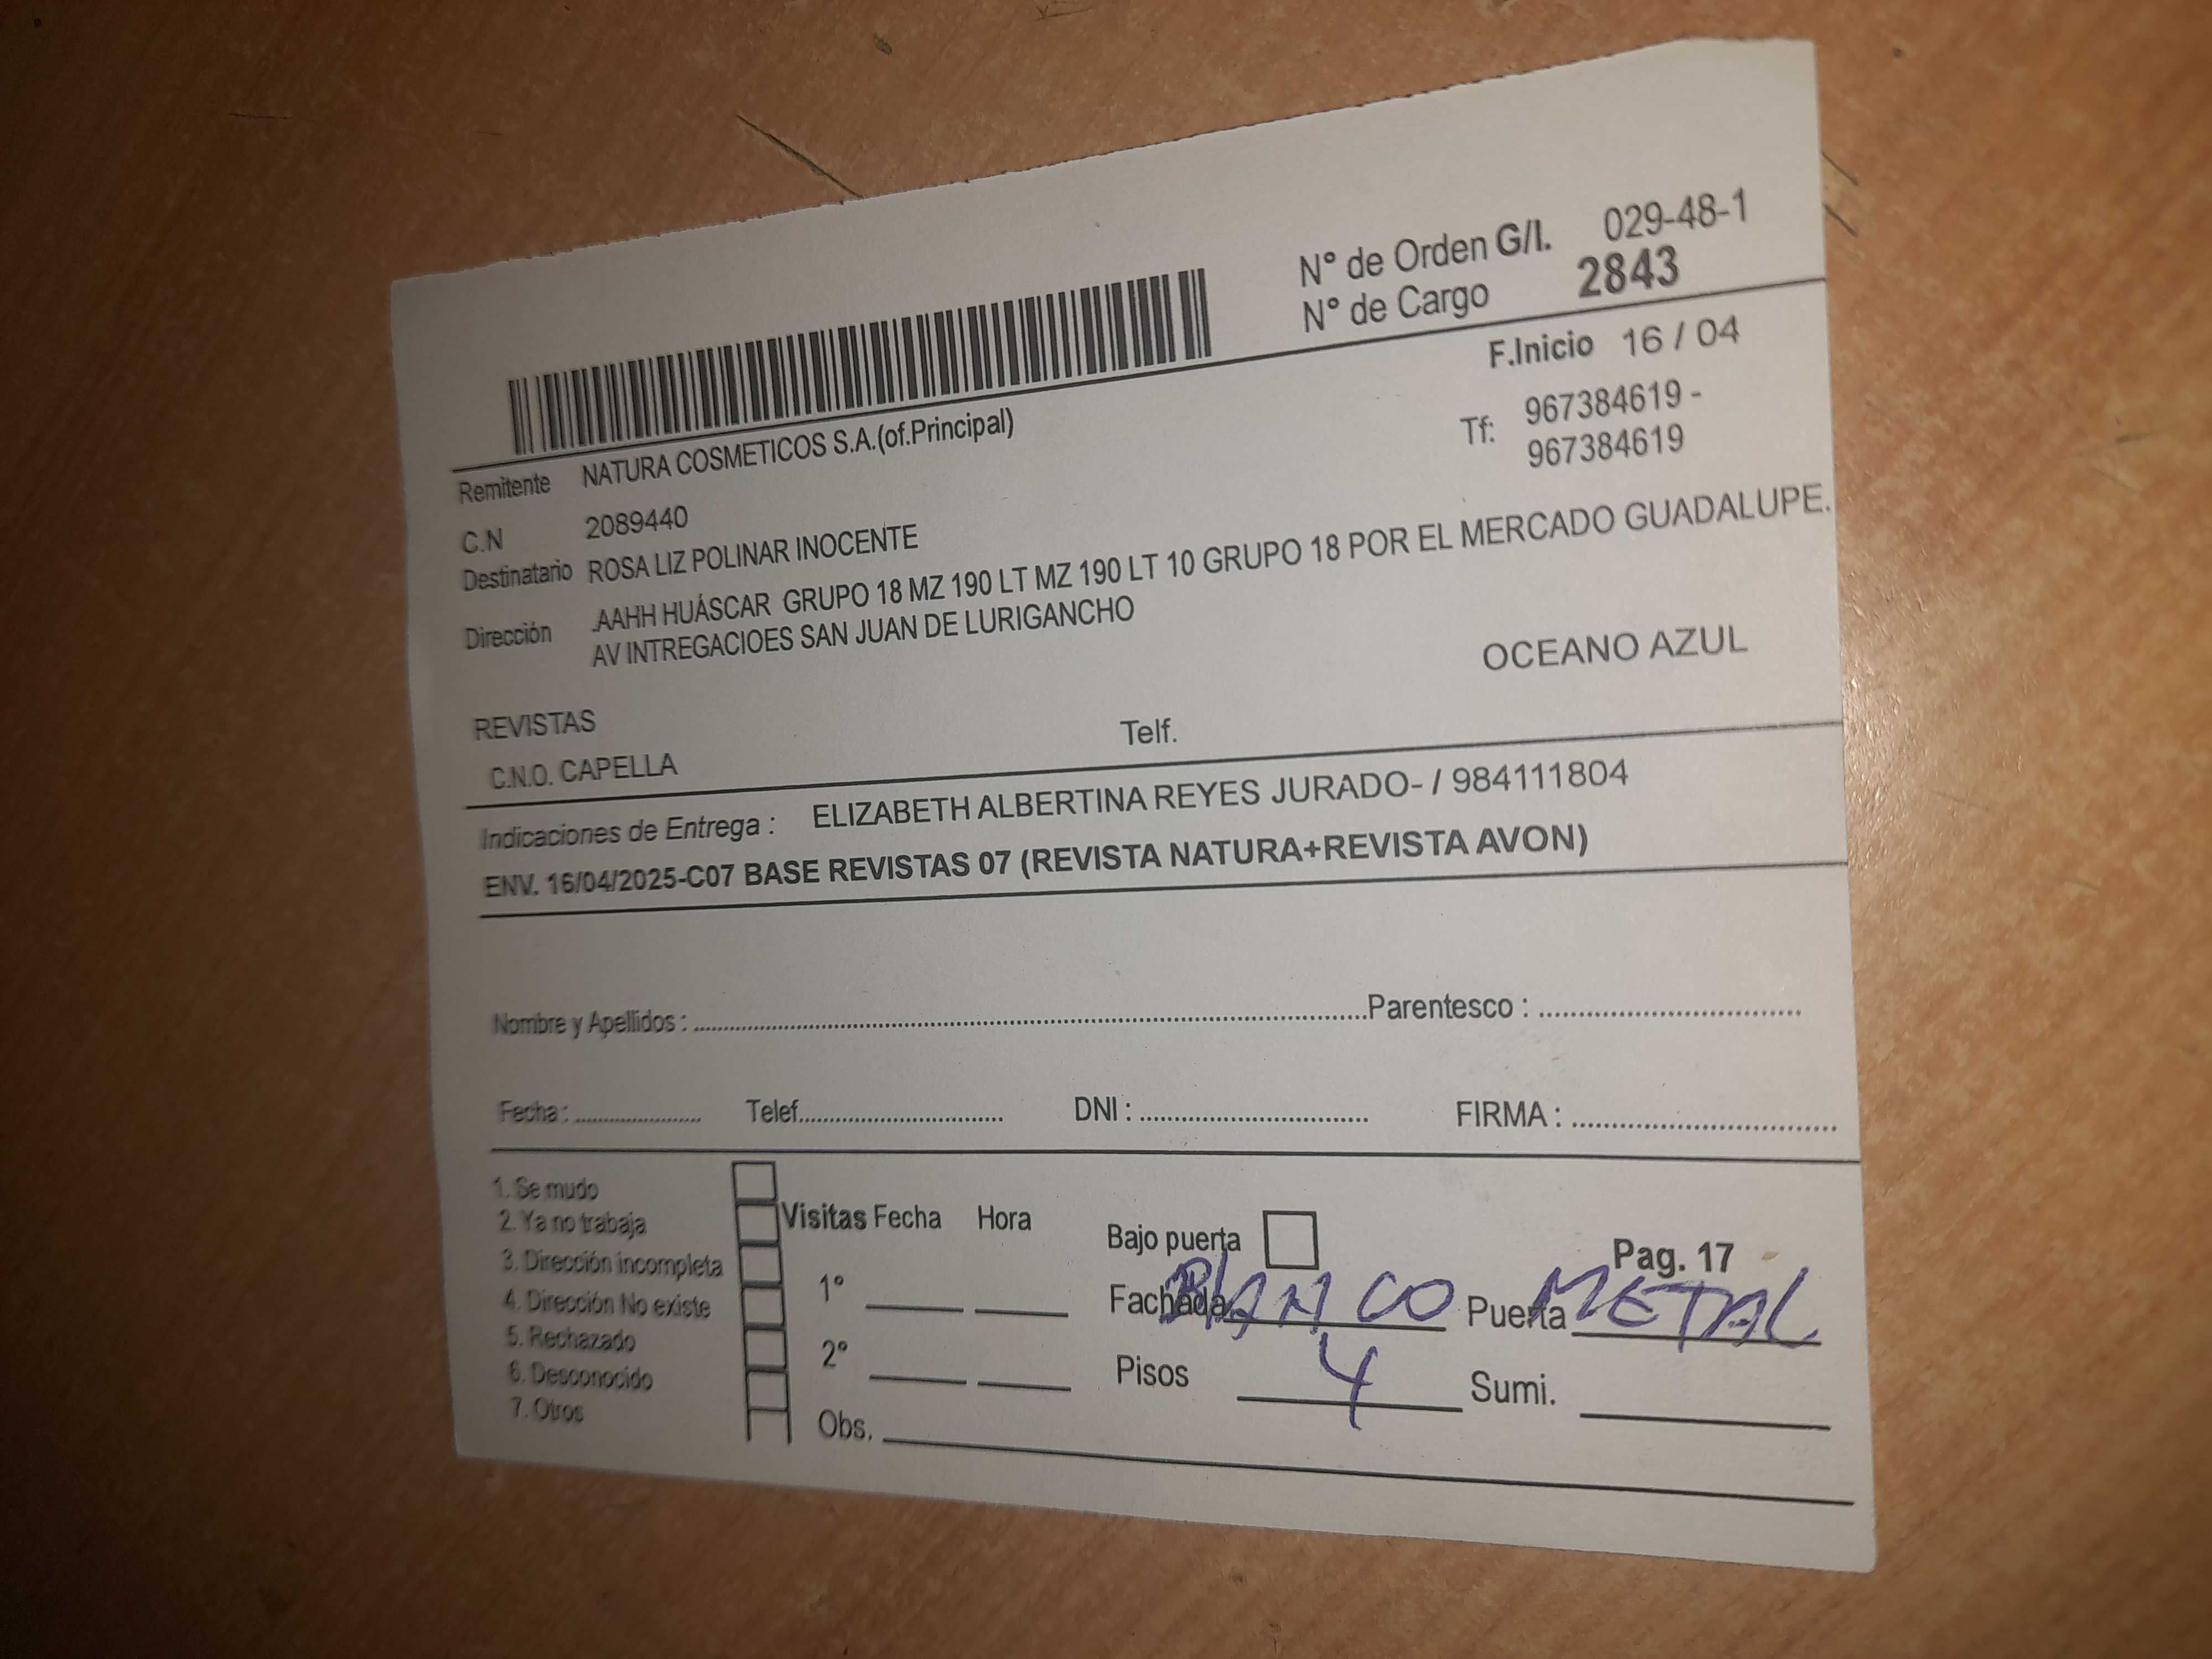 N° de Orden G/I. 029-48-1
N° de Cargo 2843
F.Inicio 16 / 04
Remitente NATURA COSMETICOS S.A.(of.Principal)
Tf: 967384619 -
967384619
C.N 2089440
Destinatario ROSA LIZ POLINAR INOCENTE
Dirección .AAHH HUÁSCAR GRUPO 18 MZ 190 LT MZ 190 LT 10 GRUPO 18 POR EL MERCADO GUADALUPE.
AV INTREGACIOES SAN JUAN DE LURIGANCHO
OCEANO AZUL
REVISTAS
C.N.O. CAPELLA Telf.
Indicaciones de Entrega : ELIZABETH ALBERTINA REYES JURADO- / 984111804
ENV. 16/04/2025-C07 BASE REVISTAS 07 (REVISTA NATURA+REVISTA AVON)
Nombre y Apellidos : Parentesco :
Fecha : Telef. DNI : FIRMA :
1. Se mudo
2. Ya no trabaja
3. Dirección incompleta
4. Dirección No existe
5. Rechazado
6. Desconocido
7. Otros
Visitas Fecha Hora
1°
2°
Obs.
Bajo puerta
Pag. 17
Fachada BlANCO Puerta METAL
Pisos 4 Sumi.